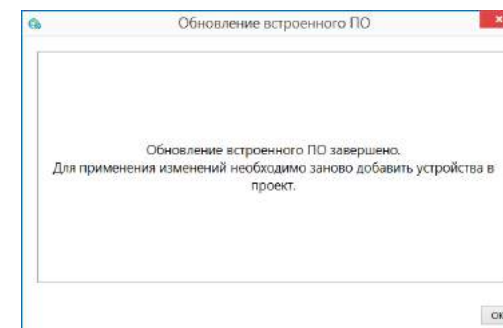 Обновление встроенного ПО
Обновление встроенного ПО завершено.
Для применения изменений необходимо заново добавить устройства в
проект.
ОК